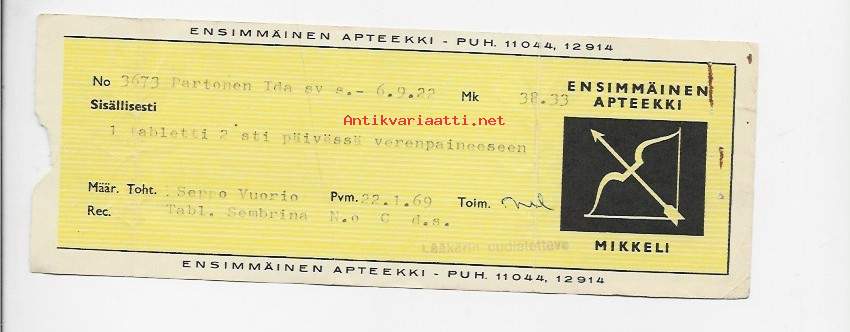 ENSIMMÄINEN APTEEKKI - PUH. 11044, 12914
No 3673 Partonen Ida sv s.- 6.9.22 Mk 38.33
Sisällisesti
1 tabletti 2 sti päivässä verenpaineeseen
Antikvariaatti.net
Määr. Toht. Seppo Vuorio Pvm. 22.1.69 Toim.
Rec. Tabl. Sembrina N.o C d.s.
Lääkärin uudistettava
ENSIMMÄINEN
APTEEKKI
MIKKELI
ENSIMMÄINEN APTEEKKI - PUH. 11044, 12914